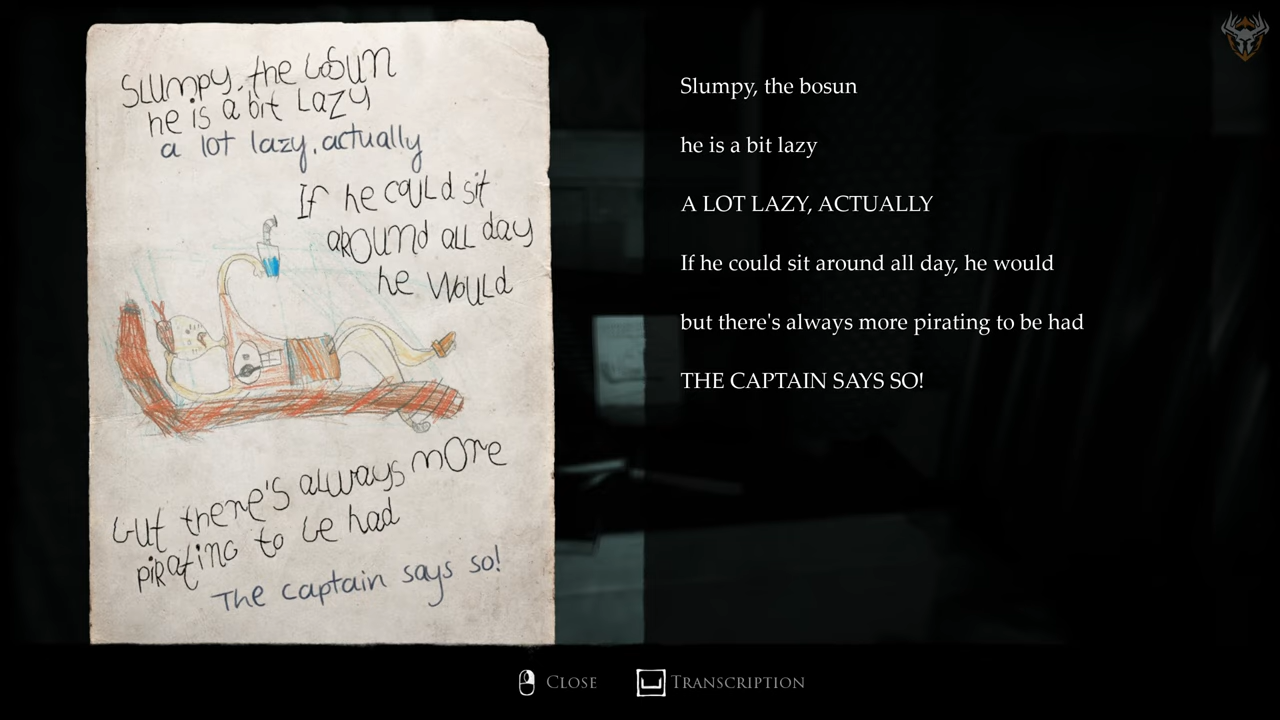 Slumpy, the bosun
he is a bit lazy
a lot lazy, actually
If he could sit
around all day
he would
but there's always more
pirating to be had
The captain says so!
Slumpy, the bosun
he is a bit lazy
A LOT LAZY, ACTUALLY
If he could sit around all day, he would
but there's always more pirating to be had
THE CAPTAIN SAYS SO!
CLOSE
TRANSCRIPTION